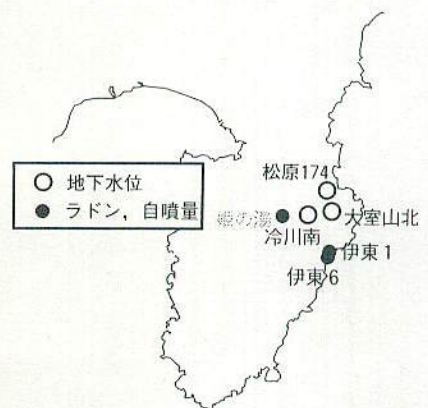 ○ 地下水位
● ラドン，自噴量
松原174
大室山北
冷川南
伊東1
伊東6